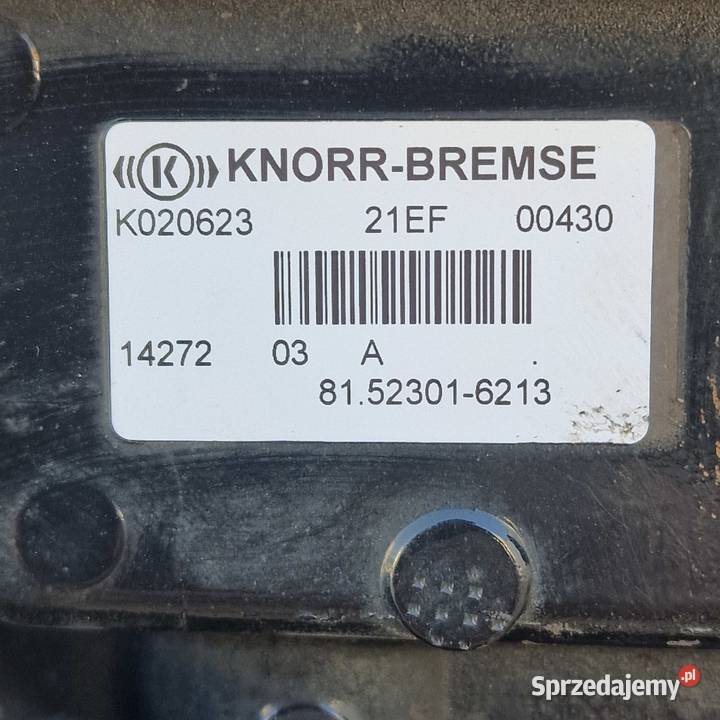 K KNORR-BREMSE
K020623 21EF 00430
14272 03 A .
81.52301-6213
Sprzedajemy.pl